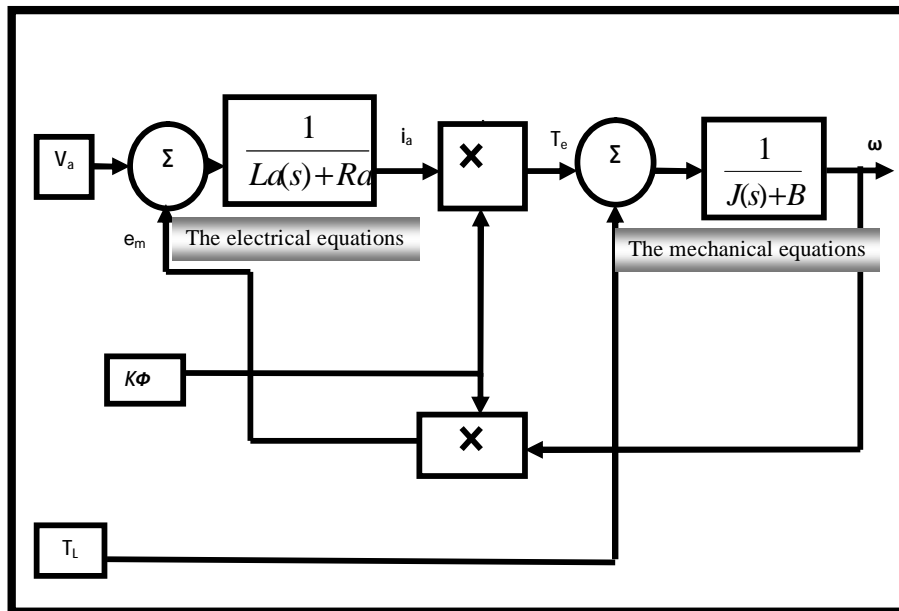 Va
Σ
1
La(s)+Ra
ia
×
Te
Σ
1
J(s)+B
ω
em
The electrical equations
The mechanical equations
KΦ
×
TL